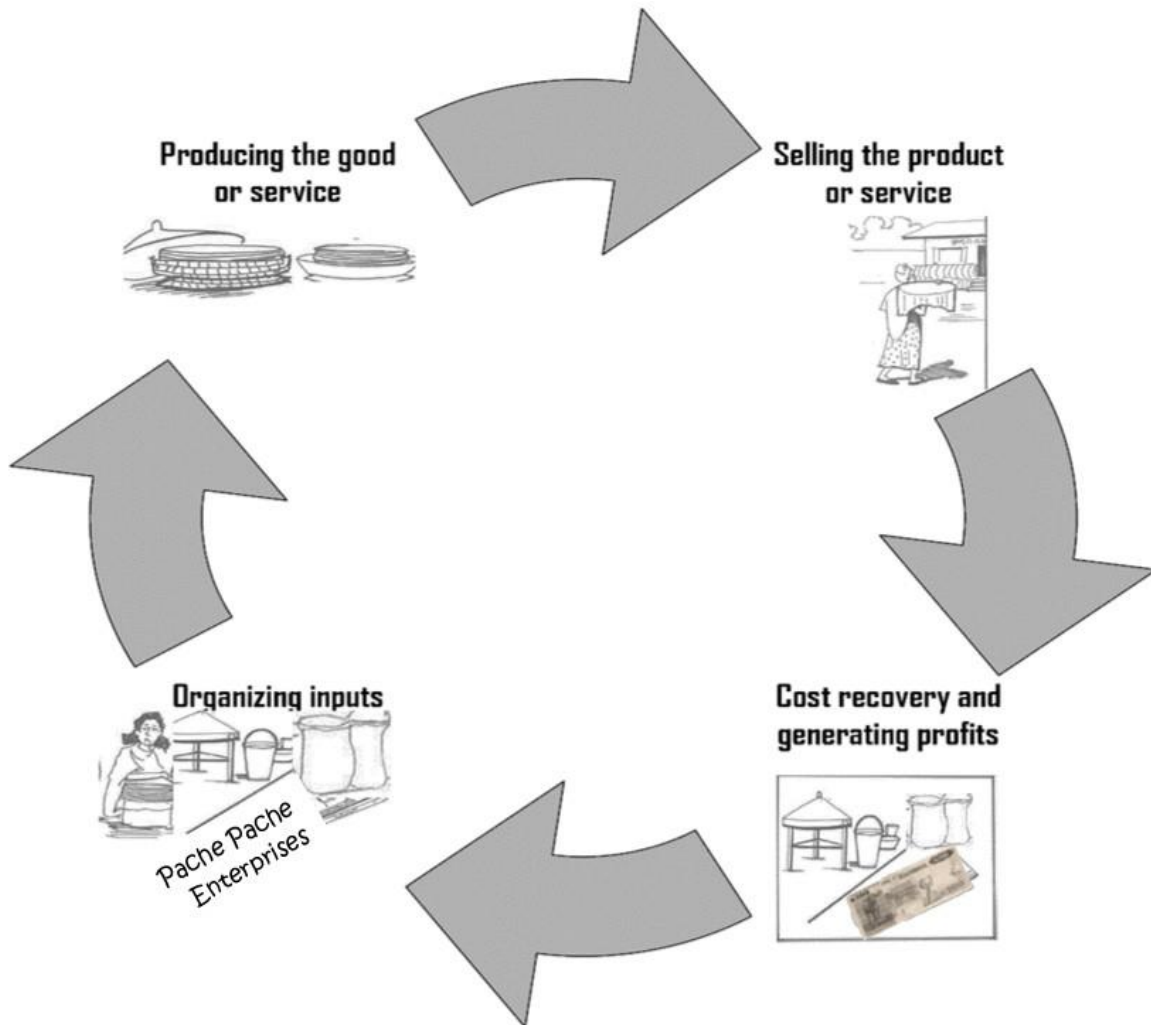 Producing the good
or service
Selling the product
or service
Organizing inputs
Pache Pache
Enterprises
Cost recovery and
generating profits